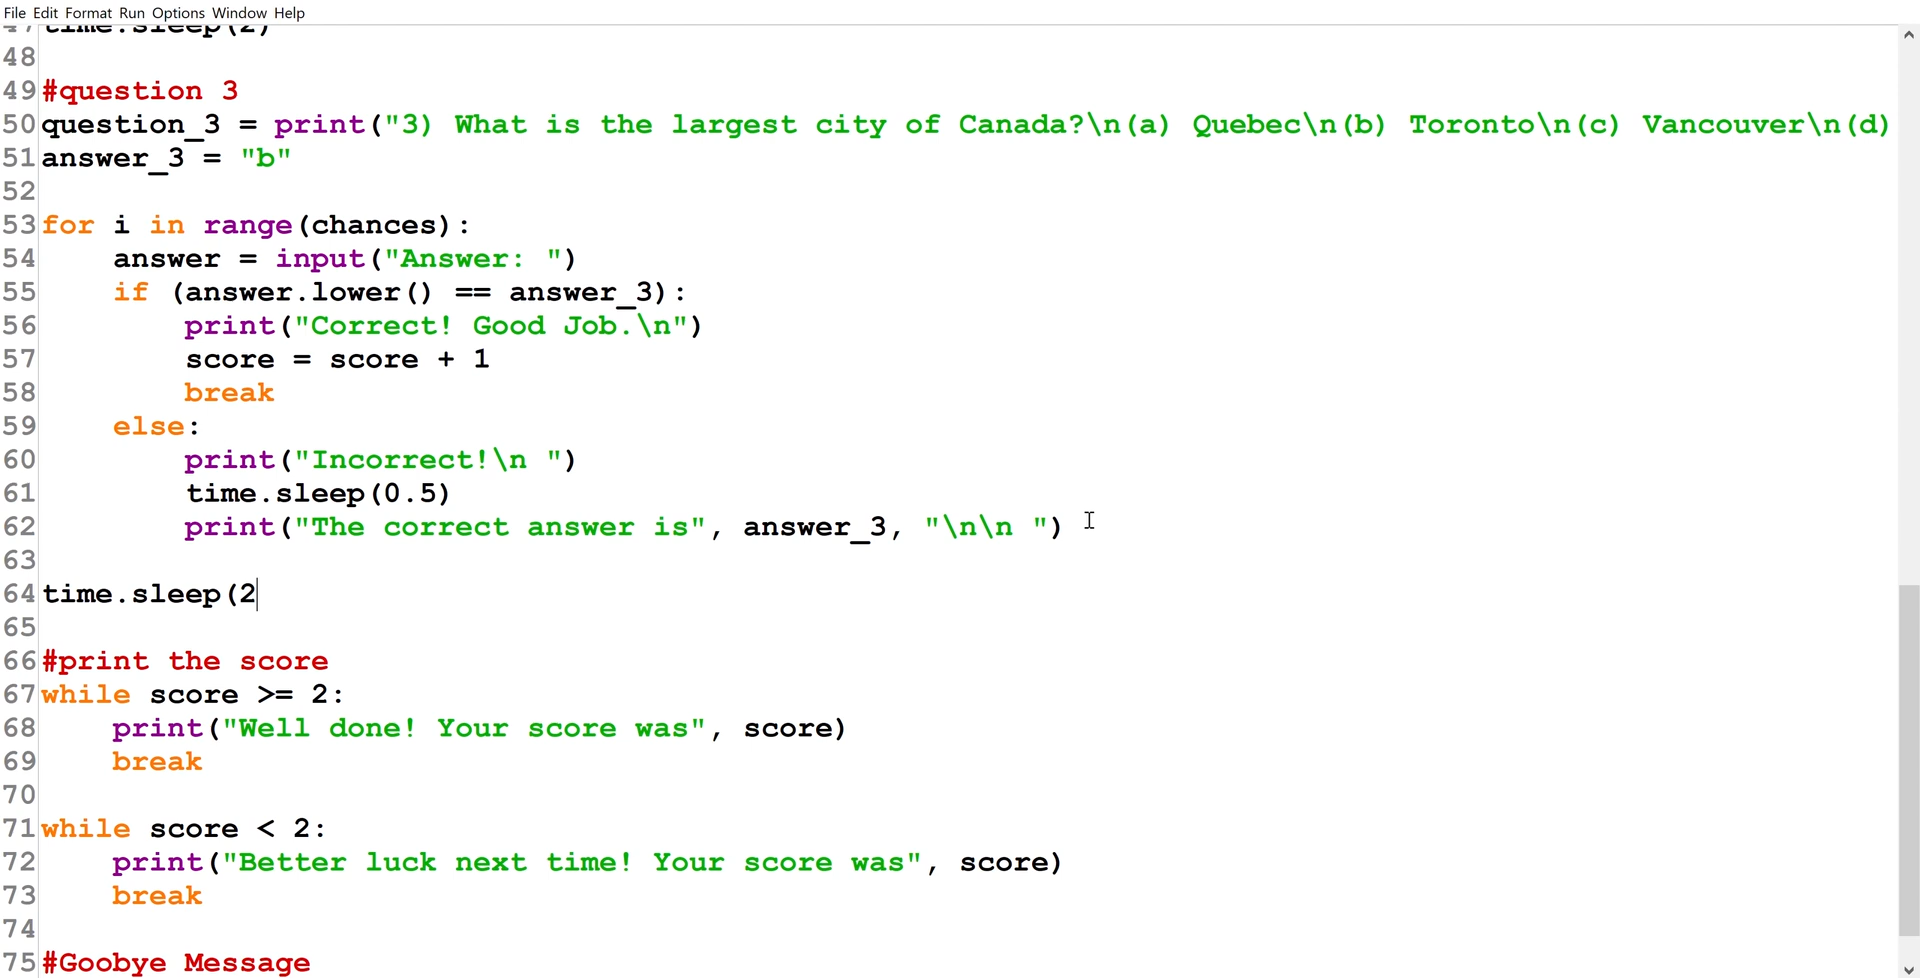 File Edit Format Run Options Window Help
47 time.sleep(2)
48
49 #question 3
50 question_3 = print("3) What is the largest city of Canada?\n(a) Quebec\n(b) Toronto\n(c) Vancouver\n(d)
51 answer_3 = "b"
52
53 for i in range(chances):
54     answer = input("Answer: ")
55     if (answer.lower() == answer_3):
56         print("Correct! Good Job.\n")
57         score = score + 1
58         break
59     else:
60         print("Incorrect!\n ")
61         time.sleep(0.5)
62         print("The correct answer is", answer_3, "\n\n ")
63
64 time.sleep(2
65
66 #print the score
67 while score >= 2:
68     print("Well done! Your score was", score)
69     break
70
71 while score < 2:
72     print("Better luck next time! Your score was", score)
73     break
74
75 #Goobye Message